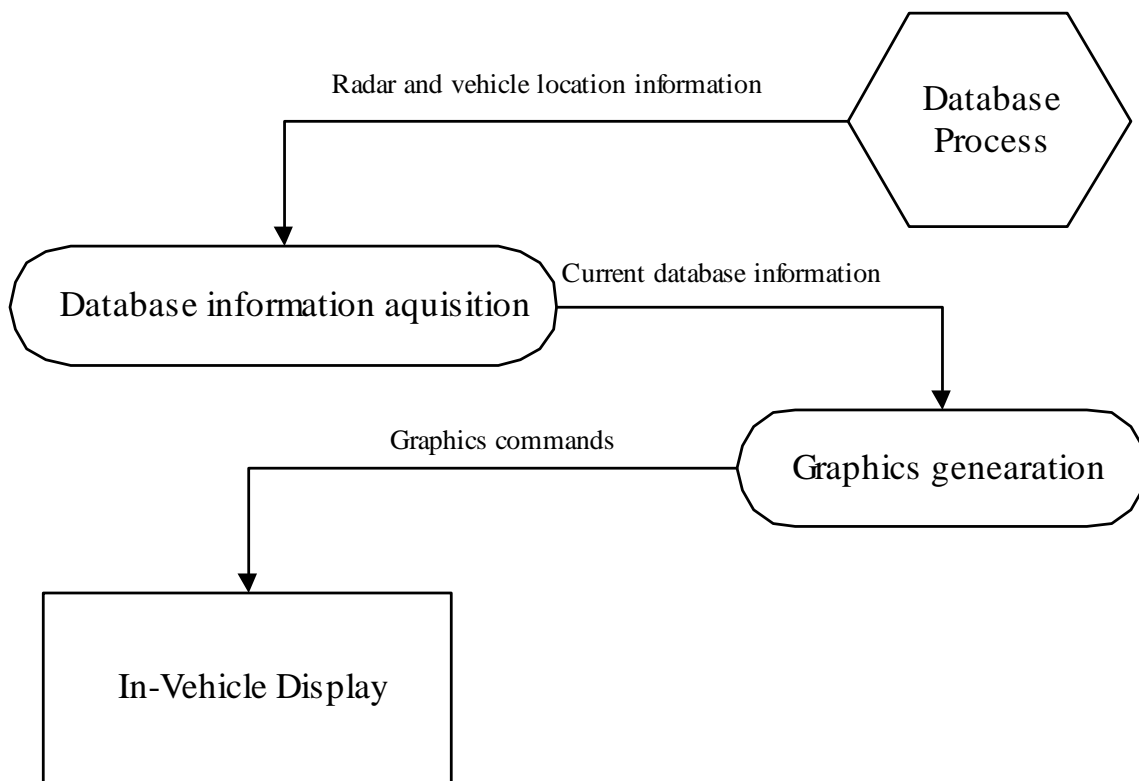 Radar and vehicle location information
Database
Process
Current database information
Database information aquisition
Graphics commands
Graphics genearation
In-Vehicle Display